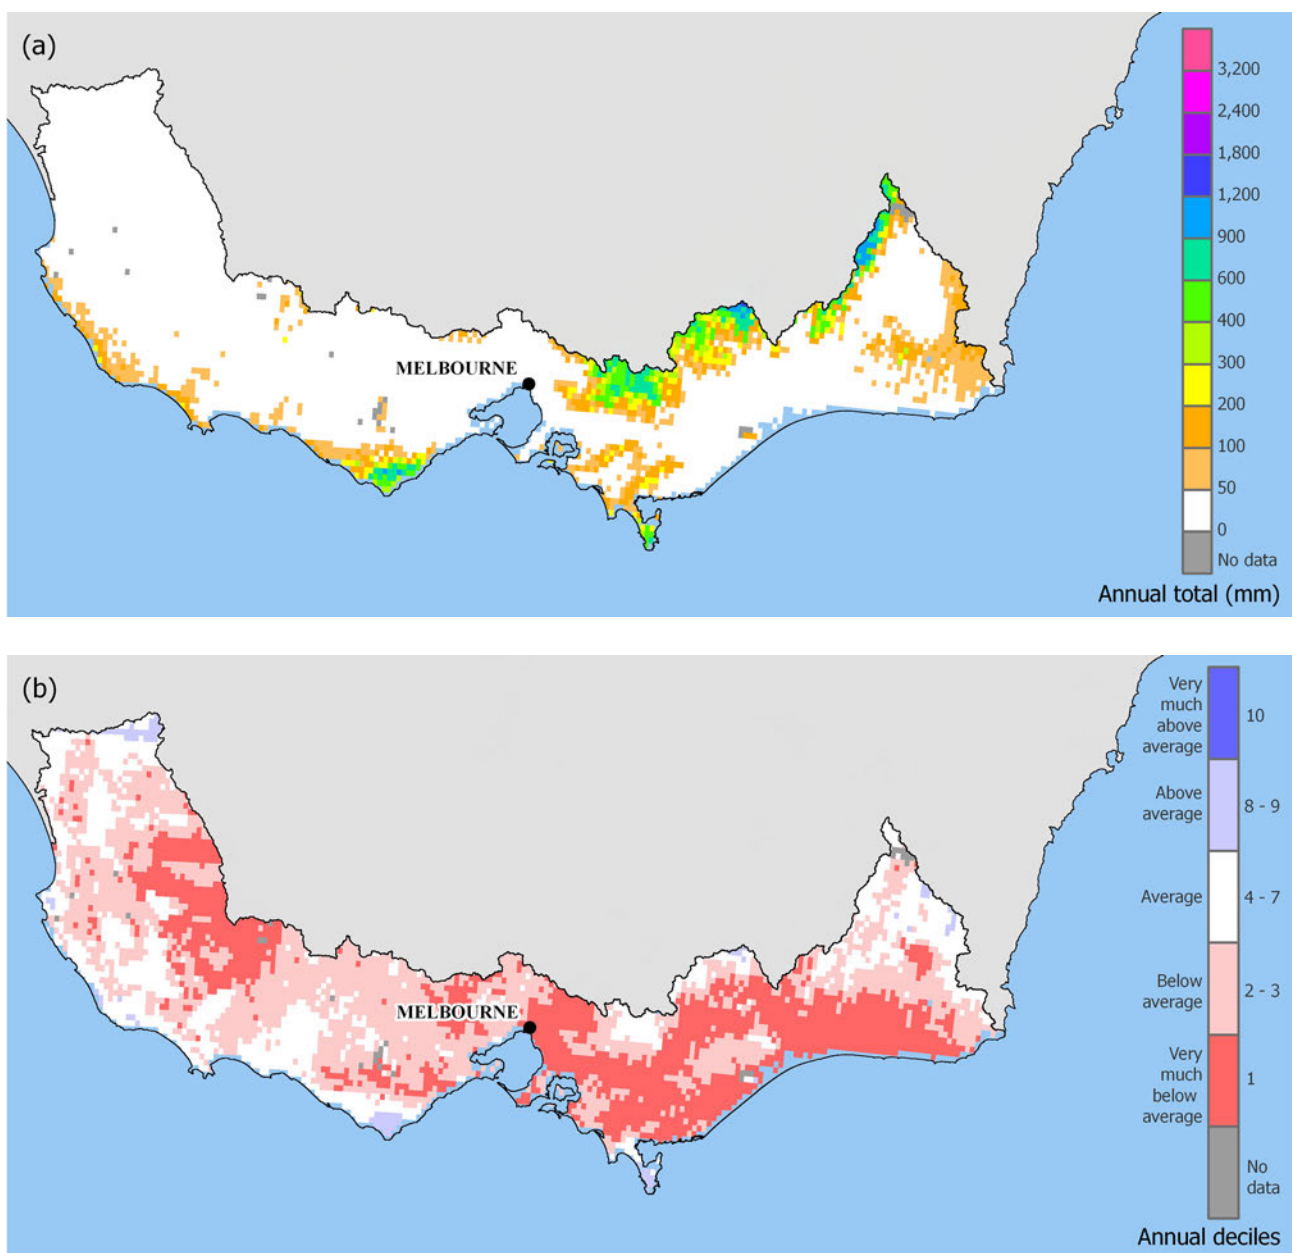 (a)
MELBOURNE
3,200
2,400
1,800
1,200
900
600
400
300
200
100
50
0
No data
Annual total (mm)
(b)
MELBOURNE
Very
much
above
average
10
Above
average
8 - 9
Average
4 - 7
Below
average
2 - 3
Very
much
below
average
1
No
data
Annual deciles